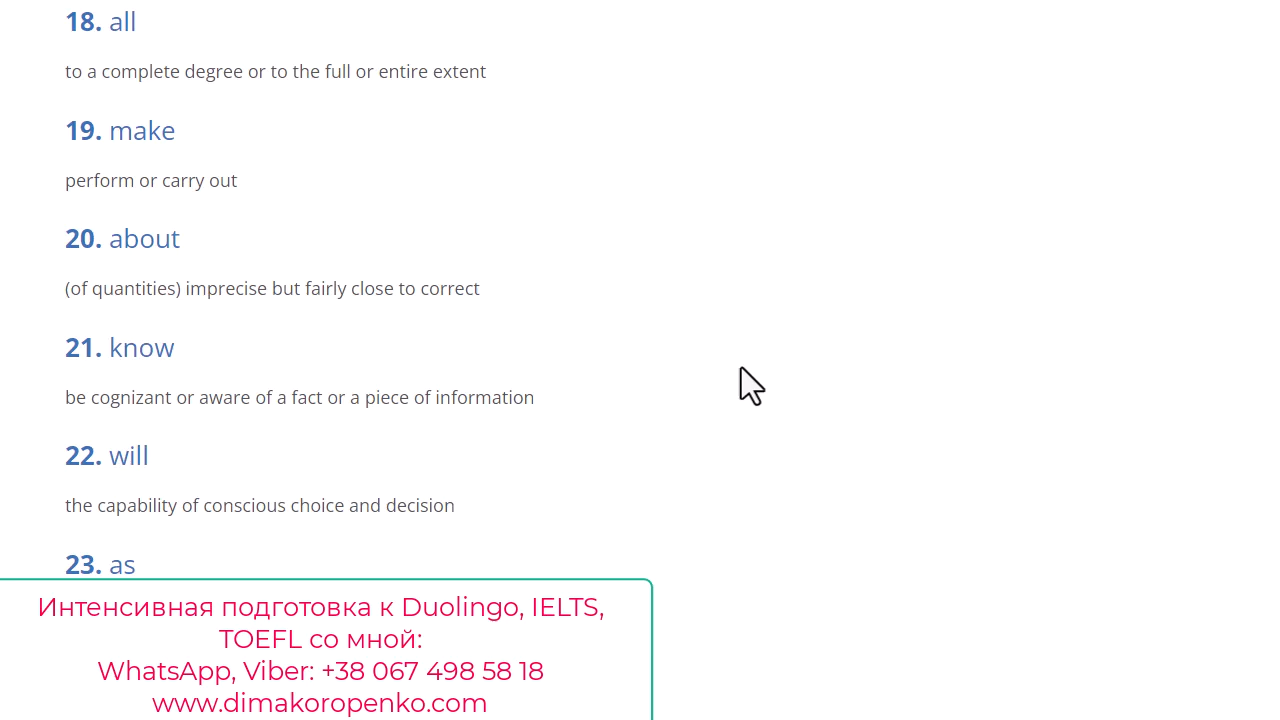 18. all
to a complete degree or to the full or entire extent
19. make
perform or carry out
20. about
(of quantities) imprecise but fairly close to correct
21. know
be cognizant or aware of a fact or a piece of information
22. will
the capability of conscious choice and decision
23. as
Интенсивная подготовка к Duolingo, IELTS,
TOEFL со мной:
WhatsApp, Viber: +38 067 498 58 18
www.dimakoropenko.com